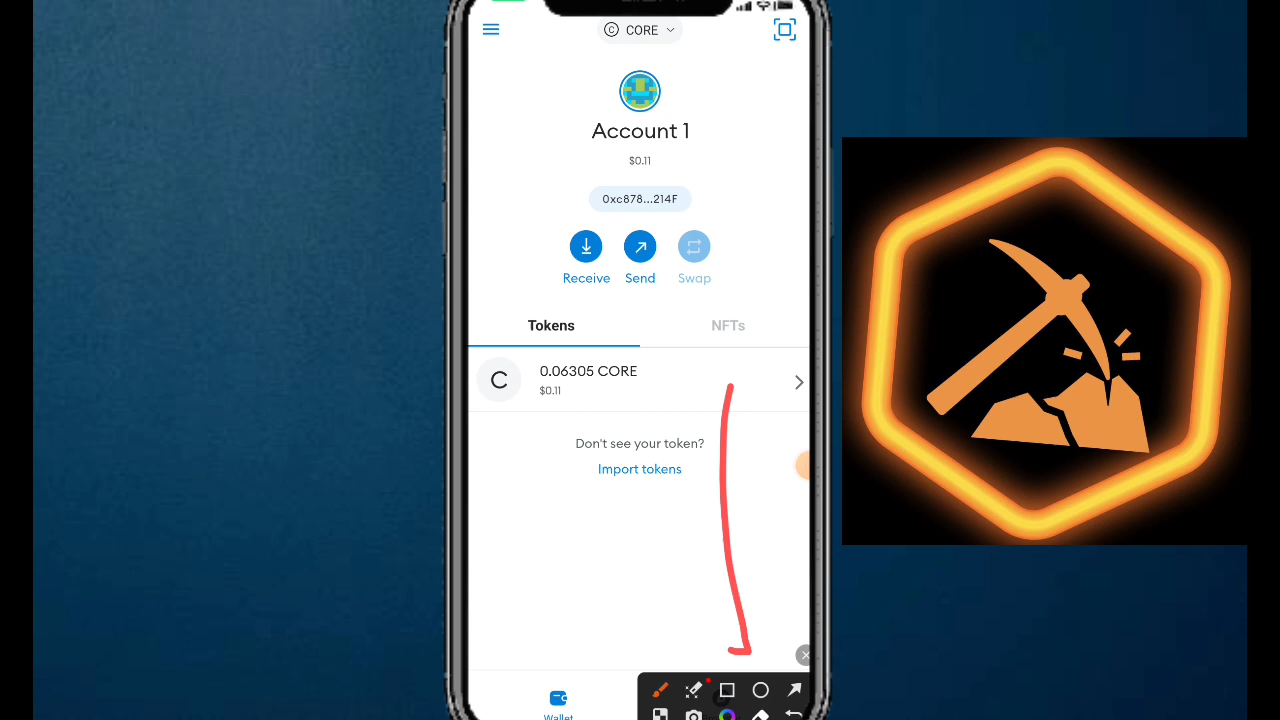 CORE
Account 1
$0.11
0xc878...214F
Receive Send Swap
Tokens NFTs
C 0.06305 CORE
$0.11
Don't see your token?
Import tokens
Wallet